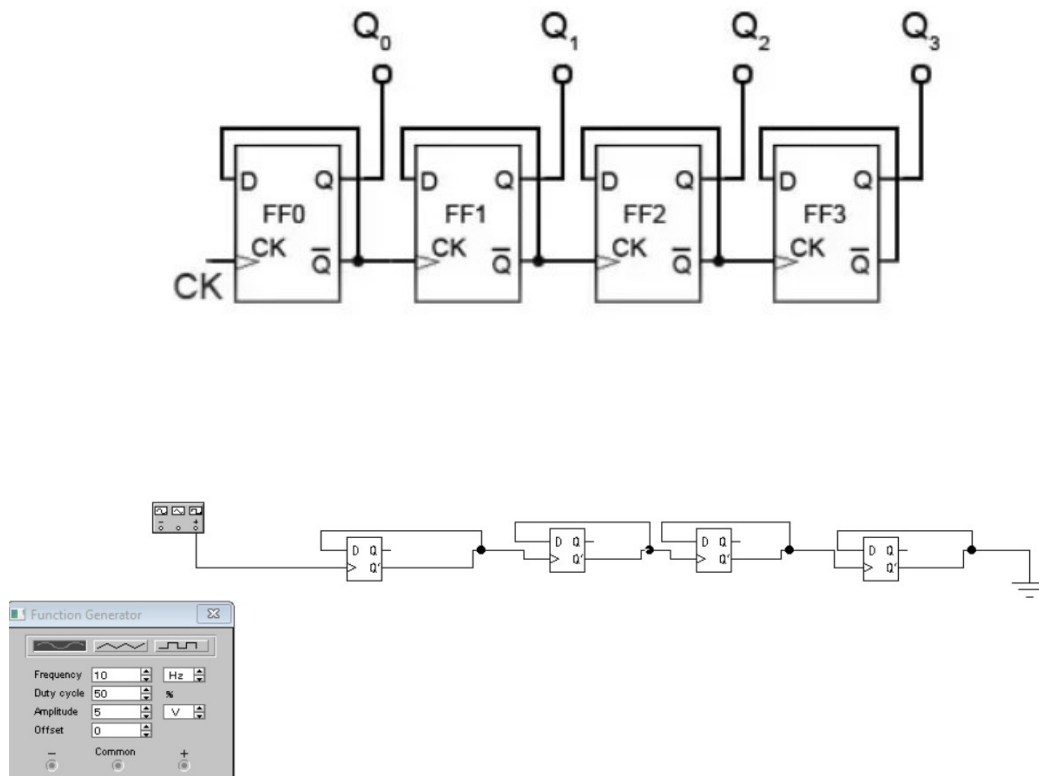 Q0 Q1 Q2 Q3
D Q D Q D Q D Q
FF0 FF1 FF2 FF3
CK Q̅ CK Q̅ CK Q̅ CK Q̅
CK
D Q D Q D Q D Q
Q' Q' Q' Q'
- +
Function Generator
Frequency 10 Hz
Duty cycle 50 %
Amplitude 5 V
Offset 0
- Common +